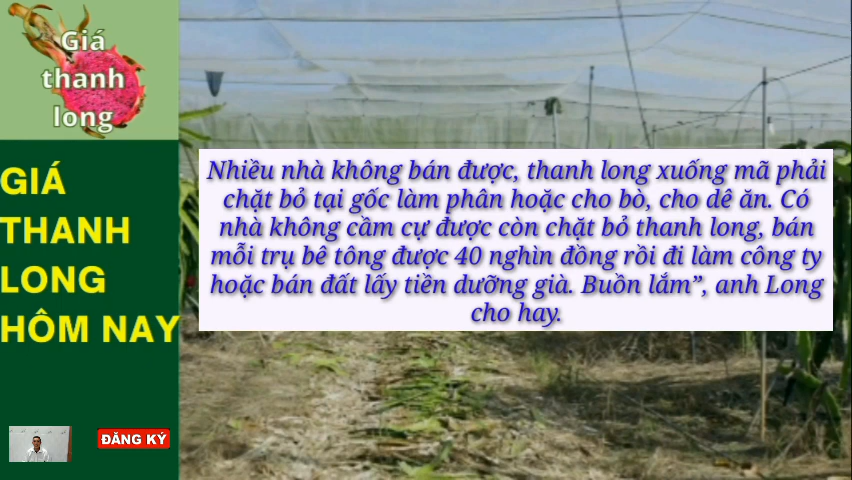 Giá
thanh
long
GIÁ
THANH
LONG
HÔM NAY
ĐĂNG KÝ
Nhiều nhà không bán được, thanh long xuống mã phải
chặt bỏ tại gốc làm phân hoặc cho bò, cho dê ăn. Có
nhà không cầm cự được còn chặt bỏ thanh long, bán
mỗi trụ bê tông được 40 nghìn đồng rồi đi làm công ty
hoặc bán đất lấy tiền dưỡng già. Buồn lắm”, anh Long
cho hay.